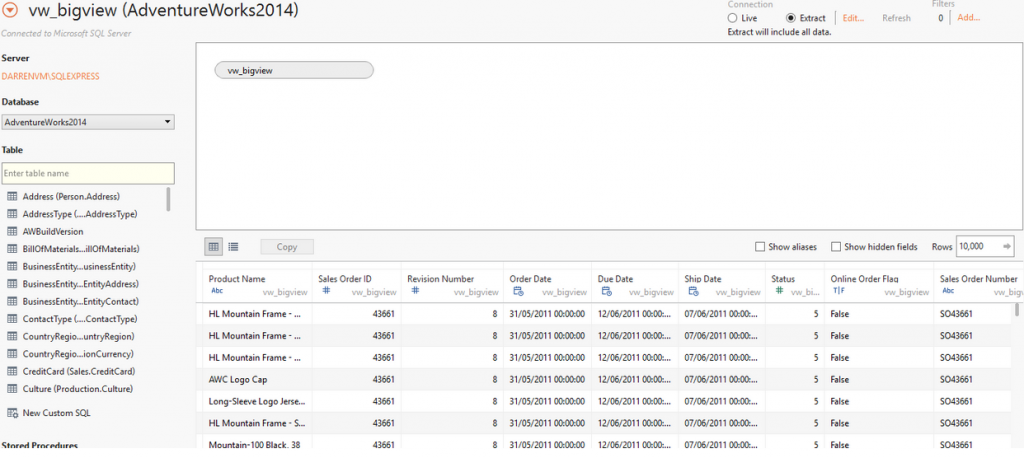 vw_bigview (AdventureWorks2014)
Connection
Filters
Live Extract Edit... Refresh 0 Add...
Extract will include all data.
Connected to Microsoft SQL Server
Server
DARRENVM\SQLEXPRESS
Database
AdventureWorks2014
Table
Enter table name
Address (Person.Address)
AddressType (....AddressType)
AWBuildVersion
BillOfMaterials...illOfMaterials)
BusinessEntity...usinessEntity)
BusinessEntity...EntityAddress)
BusinessEntity...EntityContact)
ContactType (....ContactType)
CountryRegio...untryRegion)
CountryRegio...ionCurrency)
CreditCard (Sales.CreditCard)
Culture (Production.Culture)
New Custom SQL
Stored Procedures
vw_bigview
Copy Show aliases Show hidden fields Rows 10,000
Product Name Sales Order ID Revision Number Order Date Due Date Ship Date Status Online Order Flag Sales Order Number
Abc vw_bigview # vw_bigview # vw_bigview vw_bigview vw_bigview vw_bigview # vw_bi... T|F vw_bigview Abc vw_bigv
HL Mountain Frame - ... 43661 8 31/05/2011 00:00:00 12/06/2011 00:00:... 07/06/2011 00:00:... 5 False SO43661
HL Mountain Frame - ... 43661 8 31/05/2011 00:00:00 12/06/2011 00:00:... 07/06/2011 00:00:... 5 False SO43661
HL Mountain Frame - ... 43661 8 31/05/2011 00:00:00 12/06/2011 00:00:... 07/06/2011 00:00:... 5 False SO43661
AWC Logo Cap 43661 8 31/05/2011 00:00:00 12/06/2011 00:00:... 07/06/2011 00:00:... 5 False SO43661
Long-Sleeve Logo Jerse... 43661 8 31/05/2011 00:00:00 12/06/2011 00:00:... 07/06/2011 00:00:... 5 False SO43661
HL Mountain Frame - S... 43661 8 31/05/2011 00:00:00 12/06/2011 00:00:... 07/06/2011 00:00:... 5 False SO43661
Mountain-100 Black, 38 43661 8 31/05/2011 00:00:00 12/06/2011 00:00:... 07/06/2011 00:00:... 5 False SO43661